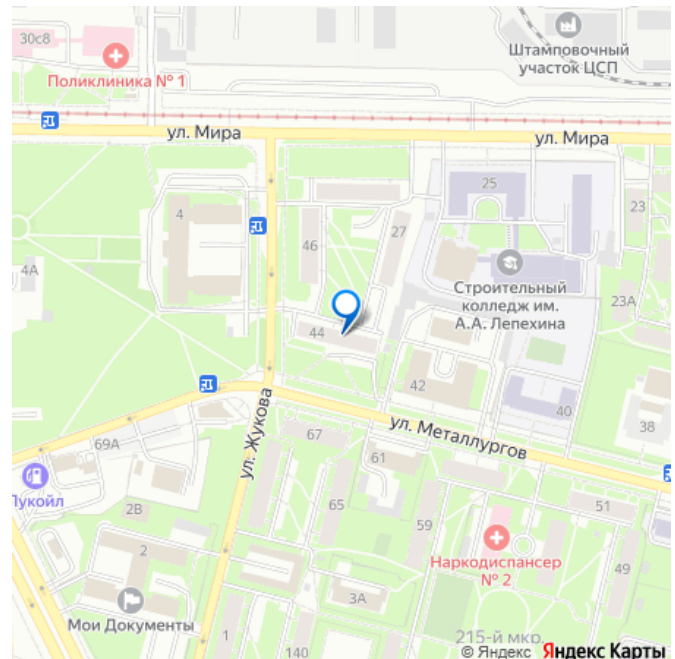 30с8
Поликлиника № 1
Штамповочный
участок ЦСП
ул. Мира
ул. Мира
4
25
23
27
46
4А
Строительный
колледж им.
А.А. Лепехина
23А
44
42
40
38
ул. Жукова
ул. Металлургов
69А
67
61
Лукойл
65
51
2В
59
Наркодиспансер
№ 2
49
2
3А
Мои Документы
1
140
215-й мкр.
© Яндекс Яндекс Карты